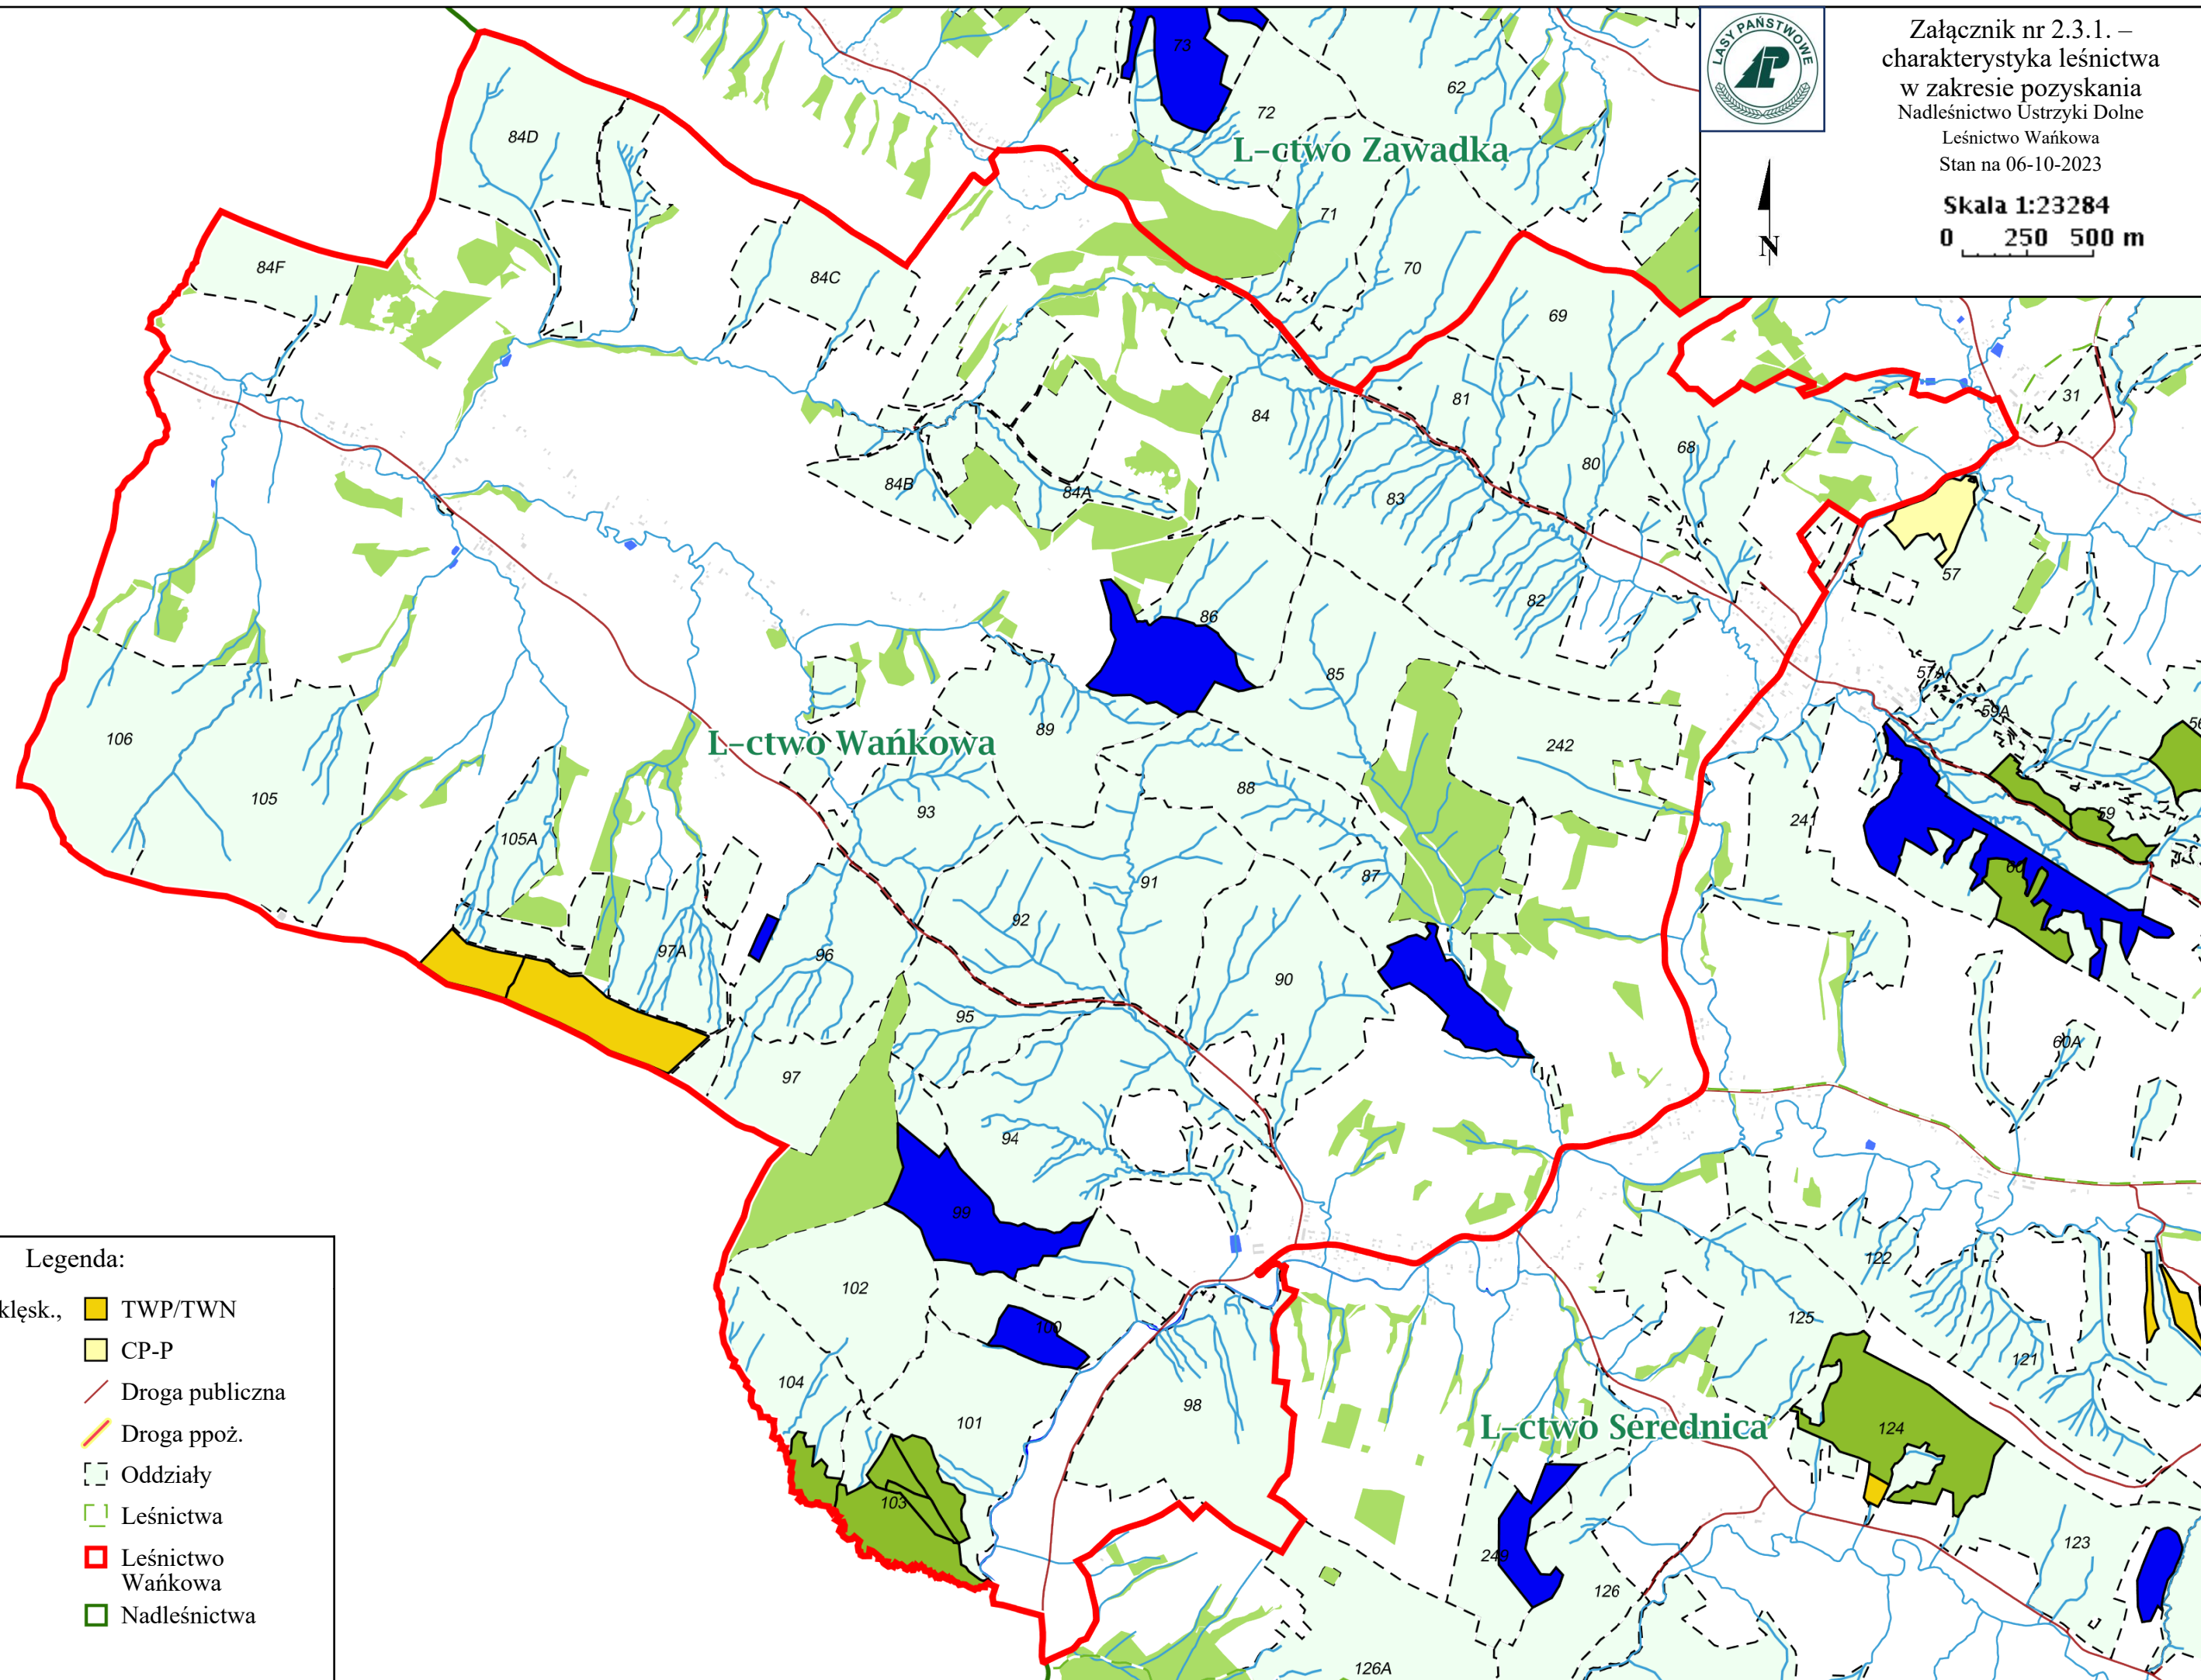 LASY PAŃSTWOWE
Załącznik nr 2.3.1. –
charakterystyka leśnictwa
w zakresie pozyskania
Nadleśnictwo Ustrzyki Dolne
Leśnictwo Wańkowa
Stan na 06-10-2023
Skala 1:23284
0 250 500 m
N
73
62
72
L-ctwo Zawadka
84D
71
84F
84C
70
69
31
84
81
68
80
84B
84A
83
57
86
82
85
57A
59A
106
89
L-ctwo Wańkowa
242
105
88
93
59
241
105A
87
91
92
97A
96
90
95
60A
97
94
99
122
102
100
125
121
104
98
101
L-ctwo Serednica
124
103
123
249
126
126A
Legenda:
klęsk.,
TWP/TWN
CP-P
Droga publiczna
Droga ppoż.
Oddziały
Leśnictwa
Leśnictwo
Wańkowa
Nadleśnictwa